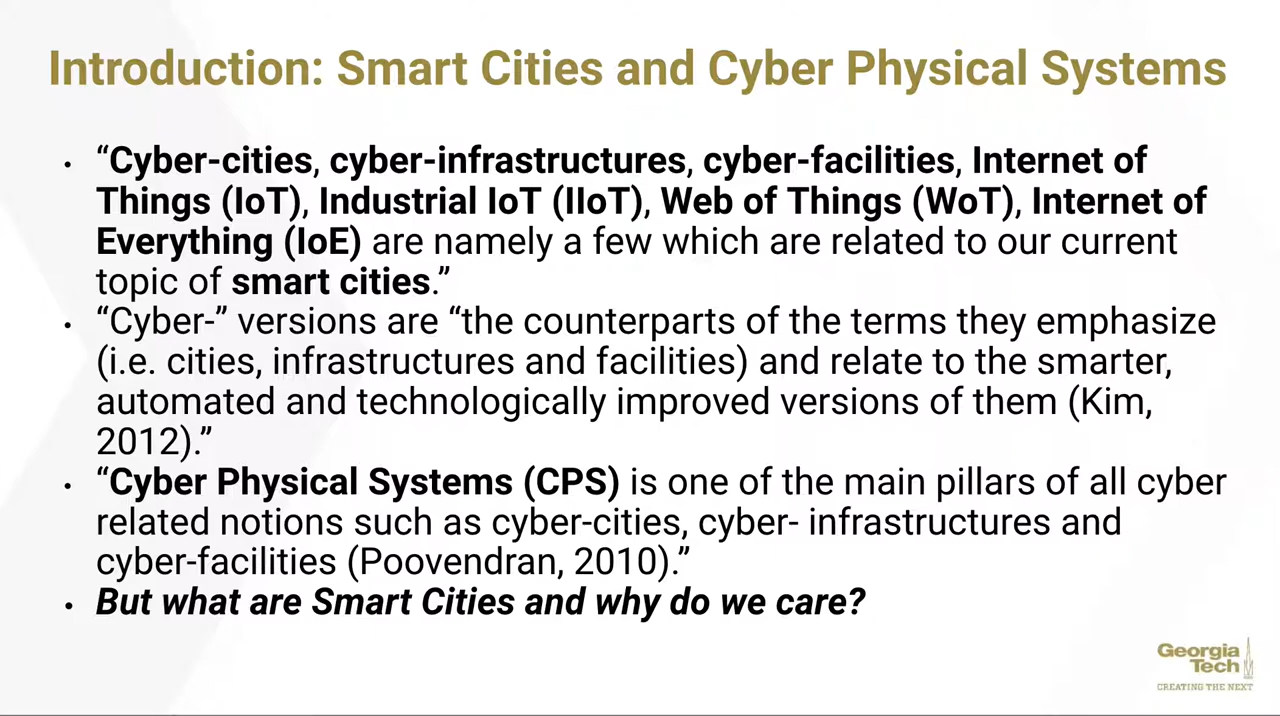 Introduction: Smart Cities and Cyber Physical Systems
• “Cyber-cities, cyber-infrastructures, cyber-facilities, Internet of
Things (IoT), Industrial IoT (IIoT), Web of Things (WoT), Internet of
Everything (IoE) are namely a few which are related to our current
topic of smart cities.”
• “Cyber-” versions are “the counterparts of the terms they emphasize
(i.e. cities, infrastructures and facilities) and relate to the smarter,
automated and technologically improved versions of them (Kim,
2012).”
• “Cyber Physical Systems (CPS) is one of the main pillars of all cyber
related notions such as cyber-cities, cyber- infrastructures and
cyber-facilities (Poovendran, 2010).”
• But what are Smart Cities and why do we care?
Georgia
Tech
CREATING THE NEXT